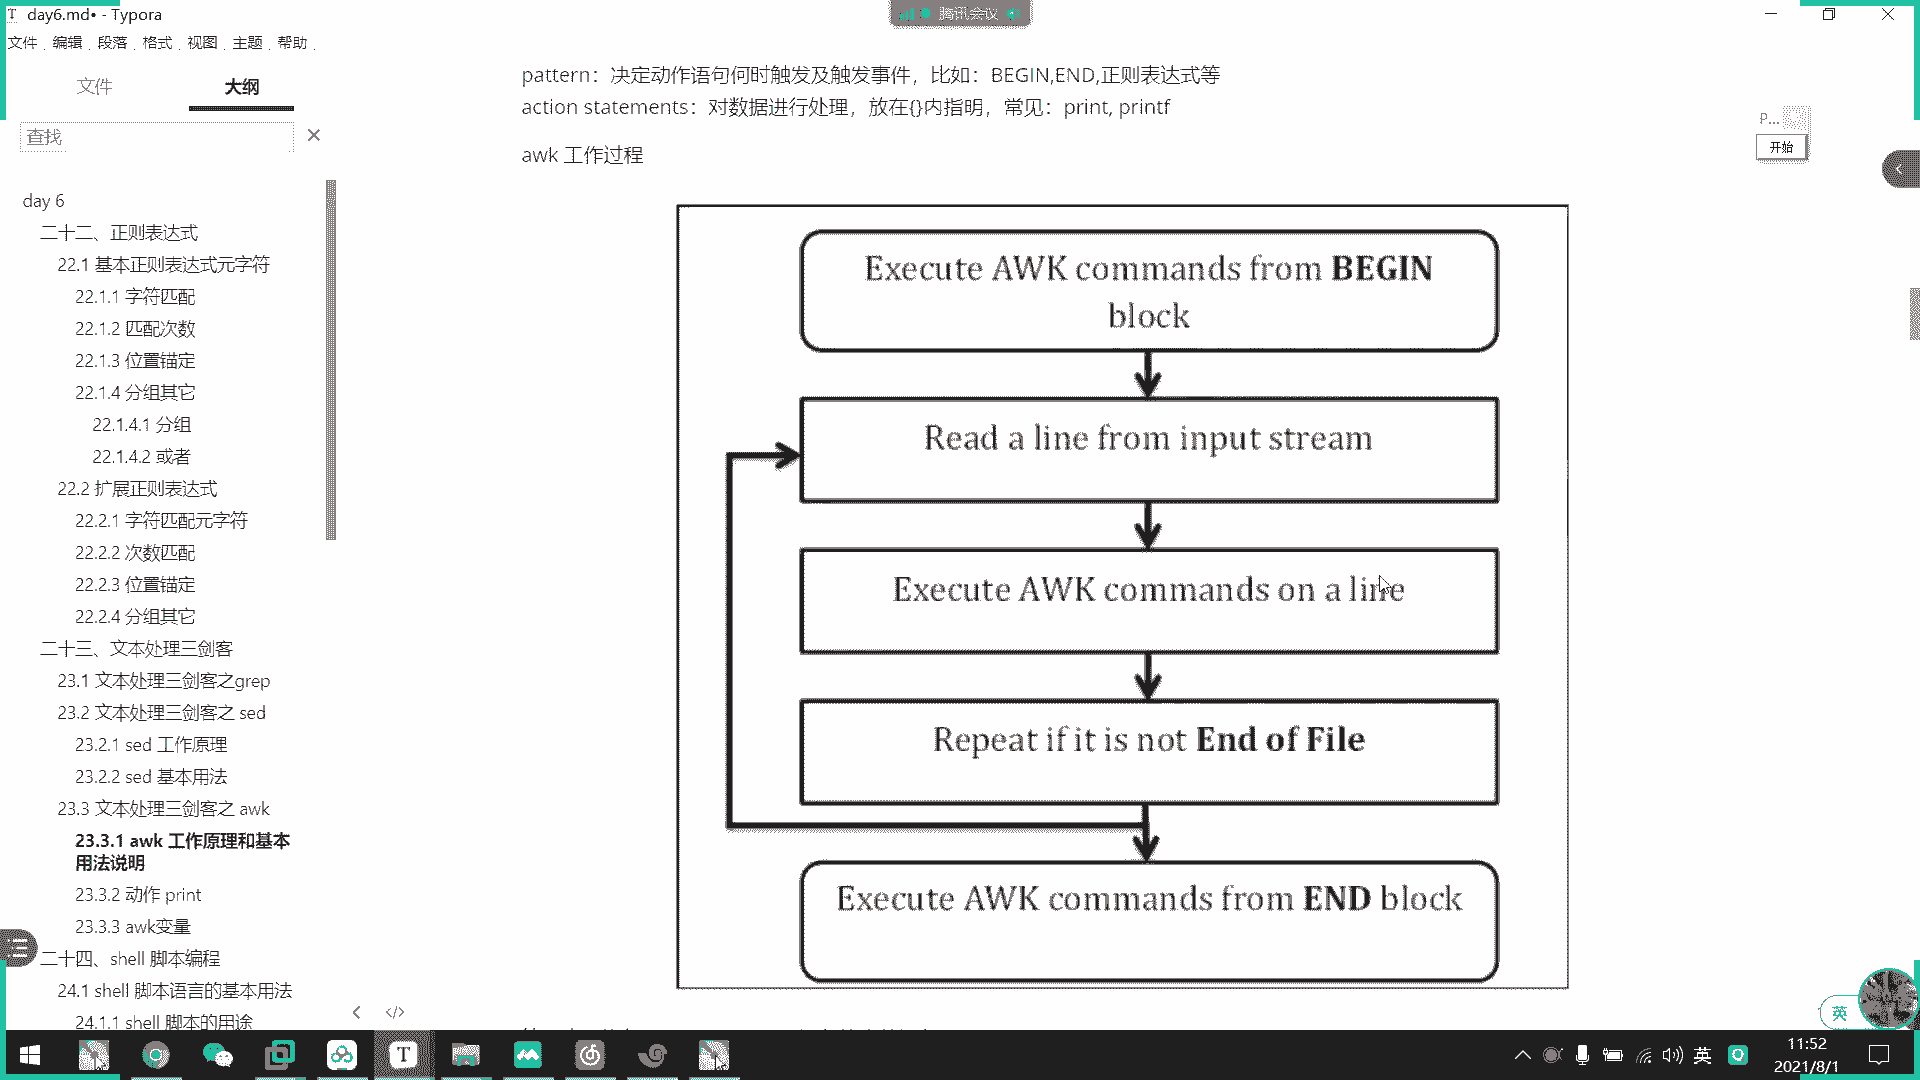 day6.md• - Typora
腾讯会议
文件 编辑 段落 格式 视图 主题 帮助
文件 大纲
查找
day 6
二十二、正则表达式
22.1 基本正则表达式元字符
22.1.1 字符匹配
22.1.2 匹配次数
22.1.3 位置锚定
22.1.4 分组其它
22.1.4.1 分组
22.1.4.2 或者
22.2 扩展正则表达式
22.2.1 字符匹配元字符
22.2.2 次数匹配
22.2.3 位置锚定
22.2.4 分组其它
二十三、文本处理三剑客
23.1 文本处理三剑客之grep
23.2 文本处理三剑客之 sed
23.2.1 sed 工作原理
23.2.2 sed 基本用法
23.3 文本处理三剑客之 awk
23.3.1 awk 工作原理和基本
用法说明
23.3.2 动作 print
23.3.3 awk变量
二十四、shell 脚本编程
24.1 shell 脚本语言的基本用法
24.1.1 shell 脚本的用途
pattern：决定动作语句何时触发及触发事件，比如：BEGIN,END,正则表达式等
action statements：对数据进行处理，放在{}内指明，常见：print, printf
awk 工作过程
Execute AWK commands from BEGIN
block
Read a line from input stream
Execute AWK commands on a line
Repeat if it is not End of File
Execute AWK commands from END block
P...
开始
英
</>
T
英
11:52
2021/8/1